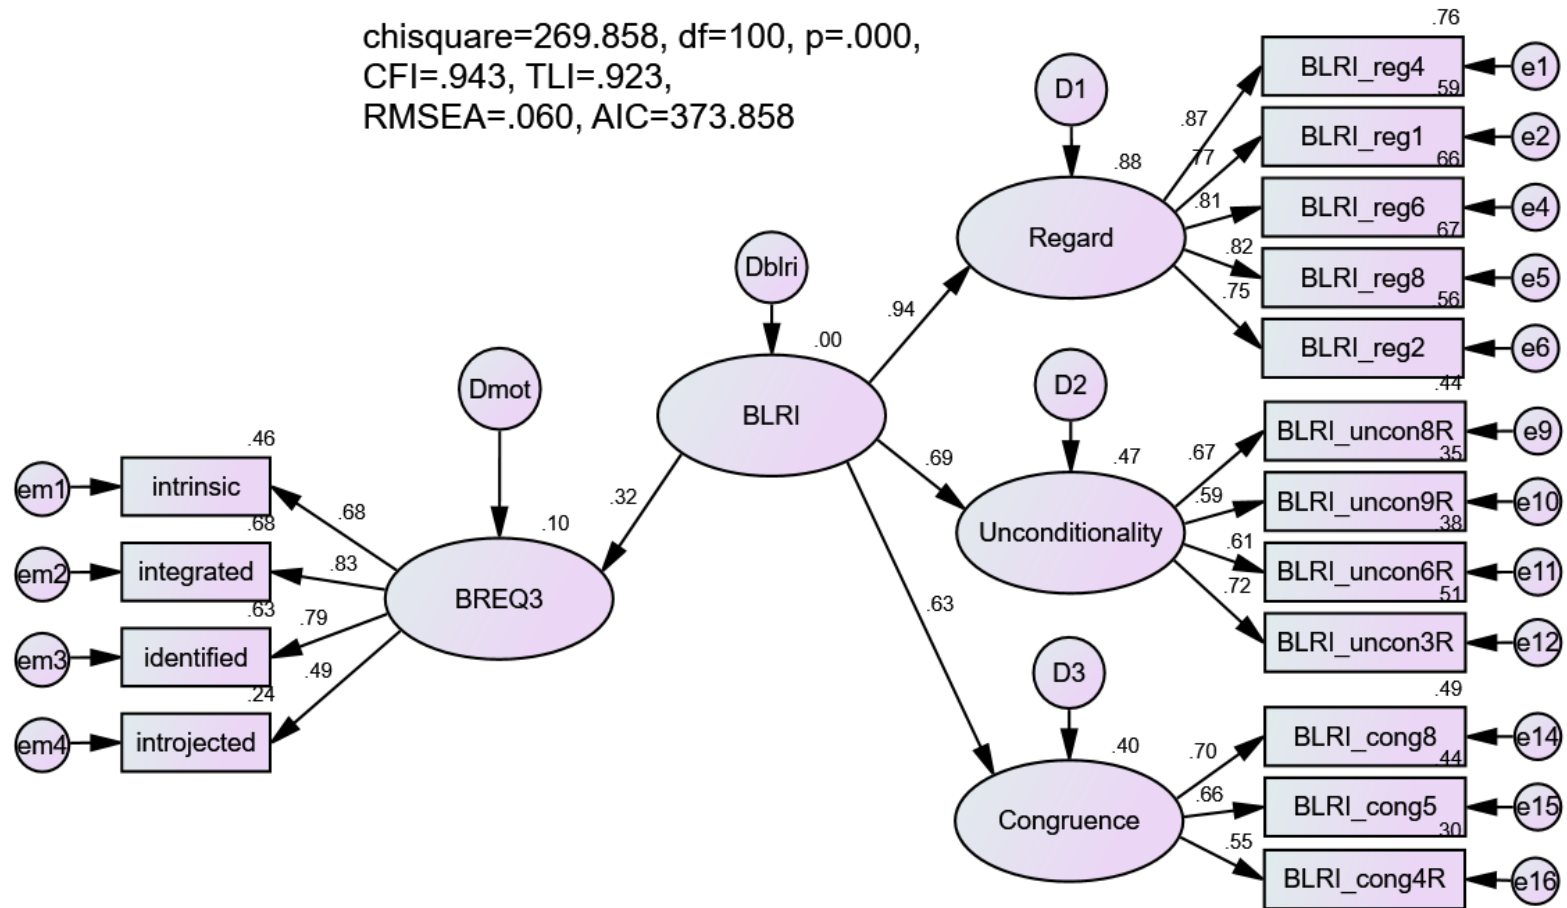 chisquare=269.858, df=100, p=.000,
CFI=.943, TLI=.923,
RMSEA=.060, AIC=373.858
.76
BLRI_reg4
e1
D1
.87
.59
BLRI_reg1
e2
.88
.77
.66
BLRI_reg6
e4
Regard
.81
.67
BLRI_reg8
e5
.82
.56
BLRI_reg2
e6
.75
Dblri
.94
.00
BLRI
.44
BLRI_uncon8R
e9
D2
.67
.35
BLRI_uncon9R
e10
.69
.47
.59
.38
BLRI_uncon6R
e11
Unconditionality
.61
.51
BLRI_uncon3R
e12
.72
Dmot
.46
em1
intrinsic
.68
.68
em2
integrated
.83
.63
em3
identified
.79
.24
em4
introjected
.49
.10
BREQ3
.32
.63
D3
.49
BLRI_cong8
e14
.40
.70
.44
BLRI_cong5
e15
Congruence
.66
.30
BLRI_cong4R
e16
.55